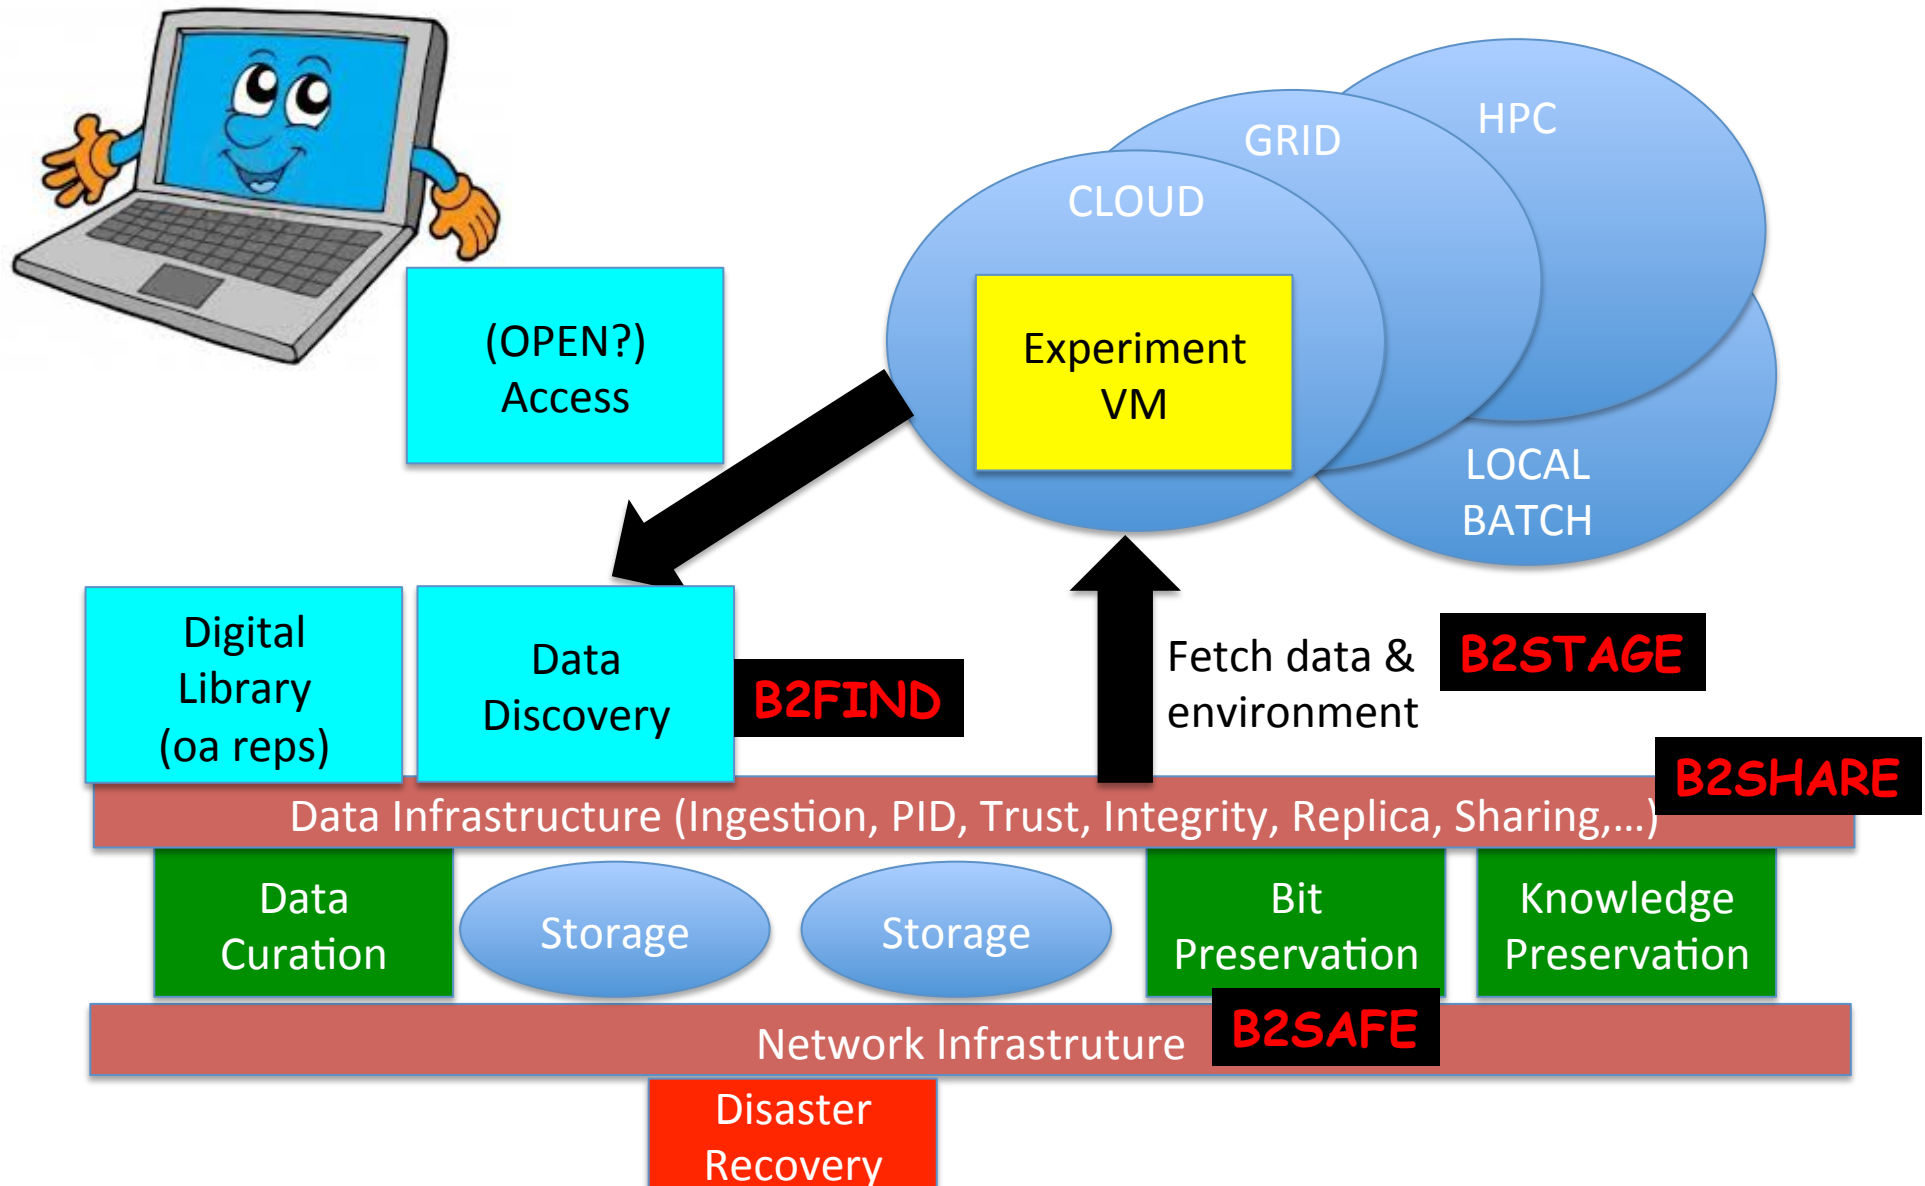 HPC
GRID
CLOUD
(OPEN?)
Access
Experiment
VM
LOCAL
BATCH
Digital
Library
(oa reps)
Data
Discovery
B2FIND
Fetch data &
environment
B2STAGE
B2SHARE
Data Infrastructure (Ingestion, PID, Trust, Integrity, Replica, Sharing,...)
Data
Curation
Storage
Storage
Bit
Preservation
Knowledge
Preservation
Network Infrastruture
B2SAFE
Disaster
Recovery